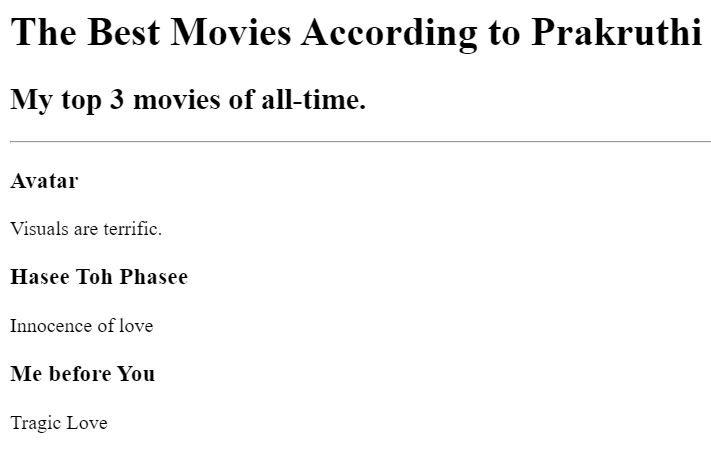 The Best Movies According to Prakruthi
My top 3 movies of all-time.
Avatar
Visuals are terrific.
Hasee Toh Phasee
Innocence of love
Me before You
Tragic Love